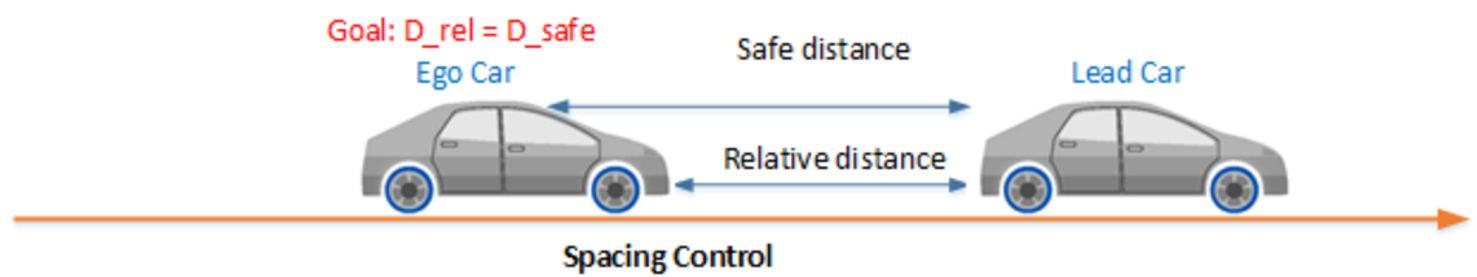 Goal: D_rel = D_safe
Safe distance
Ego Car
Lead Car
Relative distance
Spacing Control